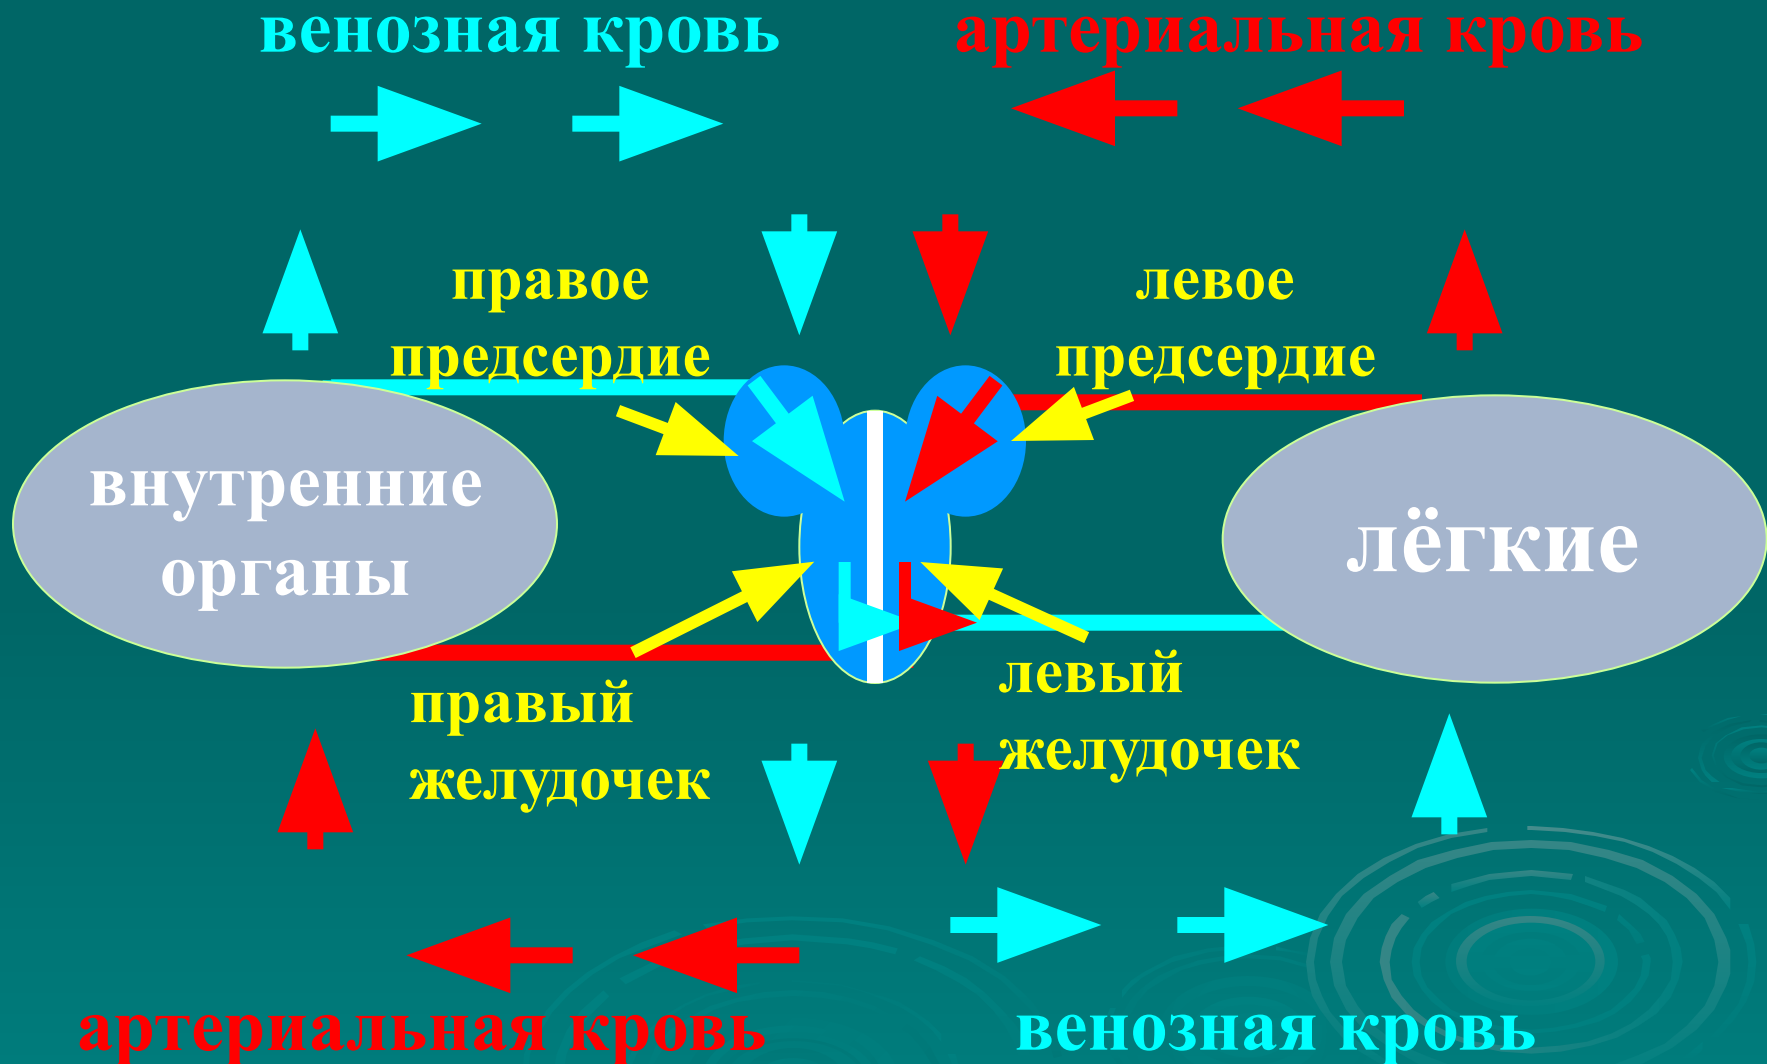 венозная кровь
артериальная кровь
правое
предсердие
левое
предсердие
внутренние
органы
лёгкие
правый
желудочек
левый
желудочек
артериальная кровь
венозная кровь